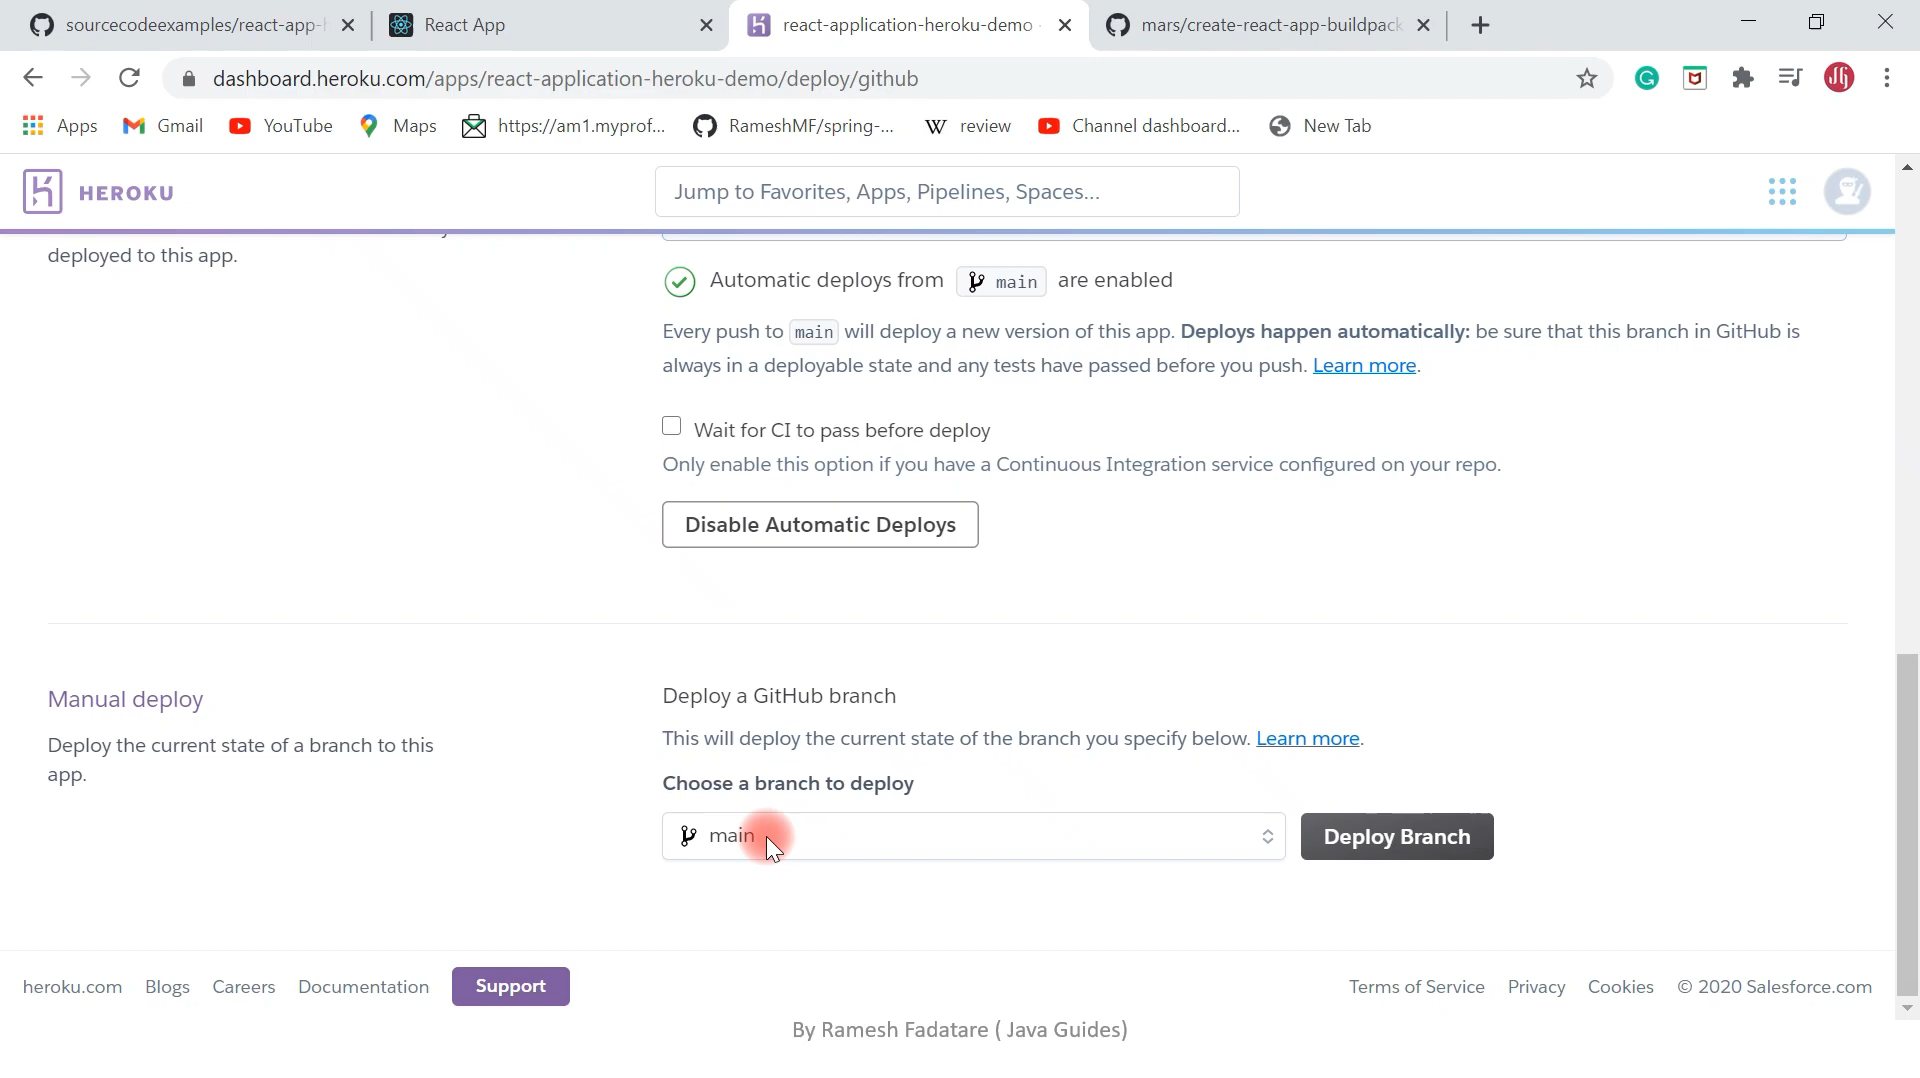 sourcecodeexamples/react-app-
React App
react-application-heroku-demo
mars/create-react-app-buildpack
dashboard.heroku.com/apps/react-application-heroku-demo/deploy/github
Apps
Gmail
YouTube
Maps
https://am1.myprof...
RameshMF/spring-...
W review
Channel dashboard...
New Tab
HEROKU
Jump to Favorites, Apps, Pipelines, Spaces...
deployed to this app.
Automatic deploys from main are enabled
Every push to main will deploy a new version of this app. Deploys happen automatically: be sure that this branch in GitHub is
always in a deployable state and any tests have passed before you push. Learn more.
Wait for CI to pass before deploy
Only enable this option if you have a Continuous Integration service configured on your repo.
Disable Automatic Deploys
Manual deploy
Deploy the current state of a branch to this
app.
Deploy a GitHub branch
This will deploy the current state of the branch you specify below. Learn more.
Choose a branch to deploy
main
Deploy Branch
heroku.com Blogs Careers Documentation Support
Terms of Service Privacy Cookies © 2020 Salesforce.com
By Ramesh Fadatare ( Java Guides)